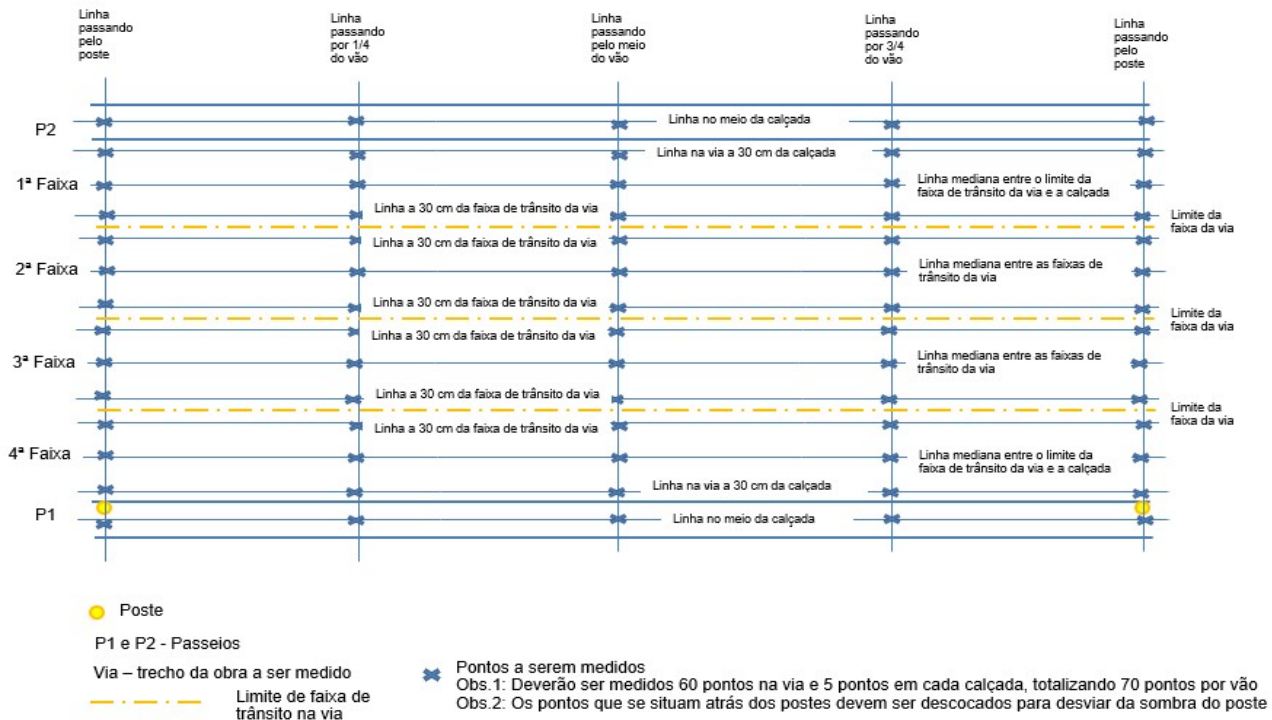 Linha
passando
pelo
poste
Linha
passando
por 1/4
do vão
Linha
passando
pelo meio
do vão
Linha
passando
por 3/4
do vão
Linha
passando
pelo
poste
P2
Linha no meio da calçada
Linha na via a 30 cm da calçada
1ª Faixa
Linha mediana entre o limite da
faixa de trânsito da via e a calçada
Linha a 30 cm da faixa de trânsito da via
Limite da
faixa da via
Linha a 30 cm da faixa de trânsito da via
2ª Faixa
Linha mediana entre as faixas de
trânsito da via
Linha a 30 cm da faixa de trânsito da via
Limite da
faixa da via
Linha a 30 cm da faixa de trânsito da via
3ª Faixa
Linha mediana entre as faixas de
trânsito da via
Linha a 30 cm da faixa de trânsito da via
Limite da
faixa da via
Linha a 30 cm da faixa de trânsito da via
4ª Faixa
Linha mediana entre o limite da
faixa de trânsito da via e a calçada
Linha na via a 30 cm da calçada
P1
Linha no meio da calçada
Poste
P1 e P2 - Passeios
Via – trecho da obra a ser medido
Limite de faixa de
trânsito na via
Pontos a serem medidos
Obs.1: Deverão ser medidos 60 pontos na via e 5 pontos em cada calçada, totalizando 70 pontos por vão
Obs.2: Os pontos que se situam atrás dos postes devem ser descocados para desviar da sombra do poste